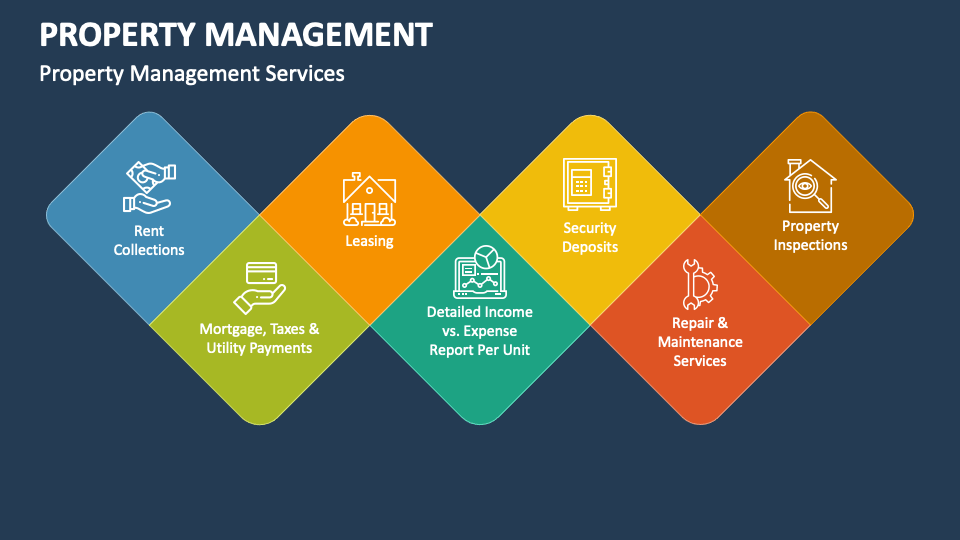 PROPERTY MANAGEMENT
Property Management Services
Rent
Collections
Mortgage, Taxes &
Utility Payments
Leasing
Detailed Income
vs. Expense
Report Per Unit
Security
Deposits
Repair &
Maintenance
Services
Property
Inspections